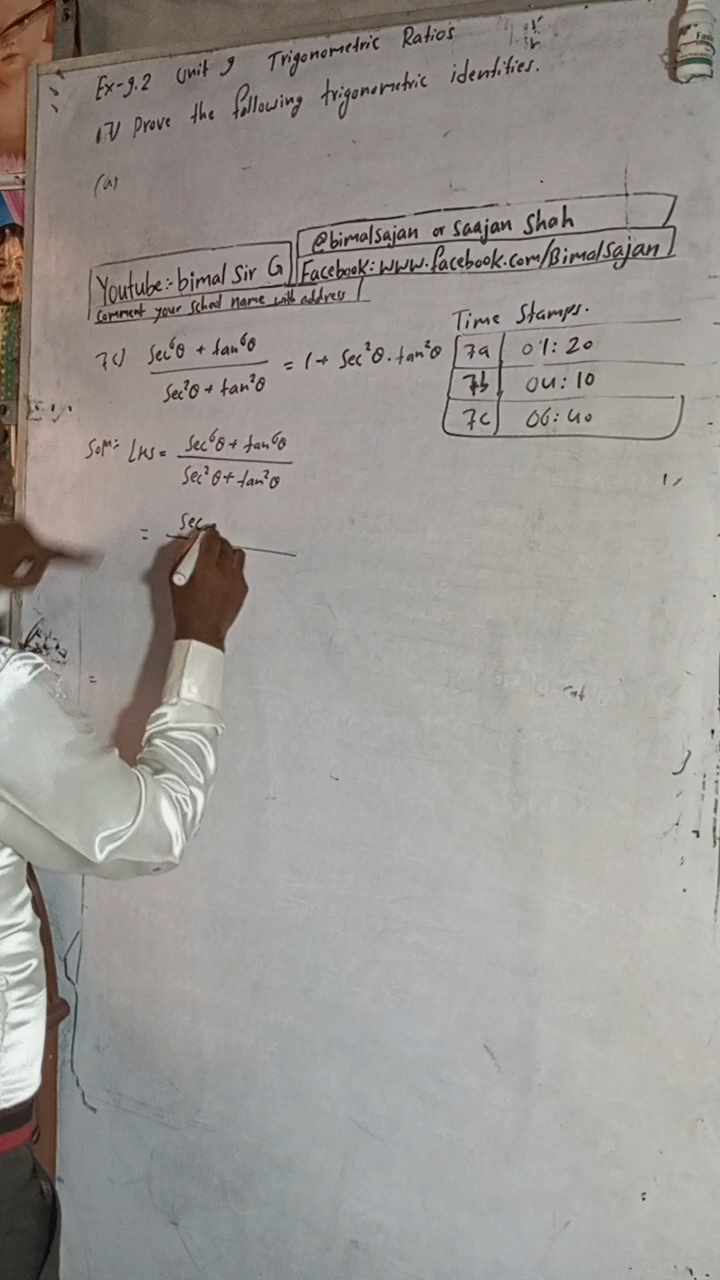 Ex-9.2 Unit 9 Trigonometric Ratios
Prove the following trigonometric identities.
(a)
Youtube:- bimal Sir G
@bimalsajan or Saajan Shah
Facebook: www.facebook.com/Bimalsajan
comment your school name with address
7c) sec⁶θ + tan⁶θ / sec²θ + tan²θ = 1 + sec²θ.tan²θ
Time Stamps.
7a 01:20
7b 04:10
7c 06:40
Soln: LHS = sec⁶θ + tan⁶θ / sec²θ + tan²θ
= sec